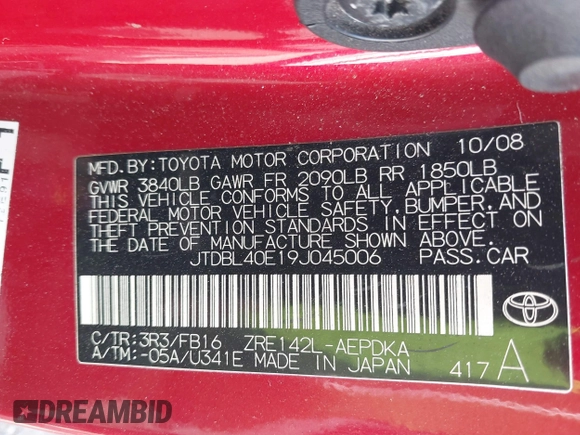 MFD.BY:TOYOTA MOTOR CORPORATION 10/08
GVWR 3840LB GAWR FR 2090LB RR 1850LB
THIS VEHICLE CONFORMS TO ALL APPLICABLE
FEDERAL MOTOR VEHICLE SAFETY,BUMPER,AND
THEFT PREVENTION STANDARDS IN EFFECT ON
THE DATE OF MANUFACTURE SHOWN ABOVE.
JTDBL40E19J045006 PASS.CAR
C/TR:3R3/FB16 ZRE142L-AEPDKA
A/TM:-05A/U341E MADE IN JAPAN 417A
DREAMBID